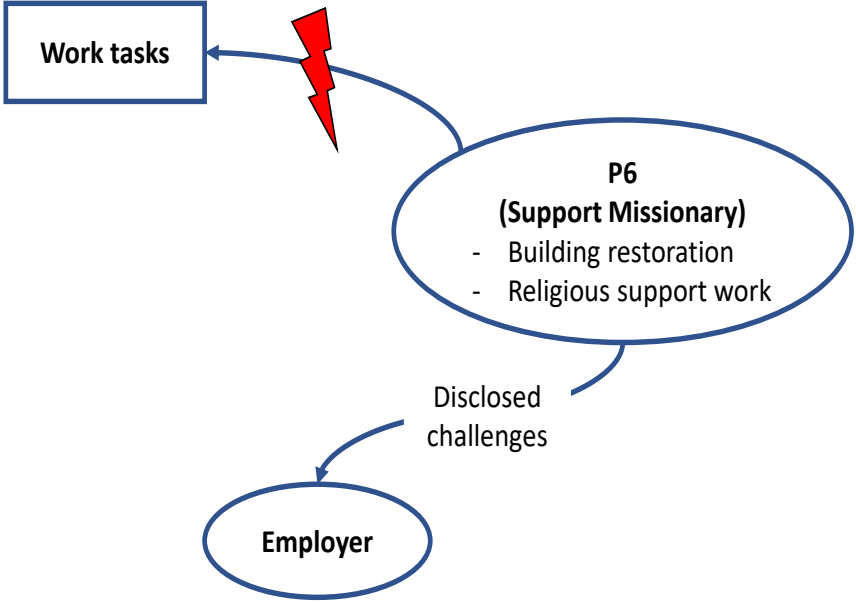 Work tasks
P6
(Support Missionary)
- Building restoration
- Religious support work
Disclosed
challenges
Employer